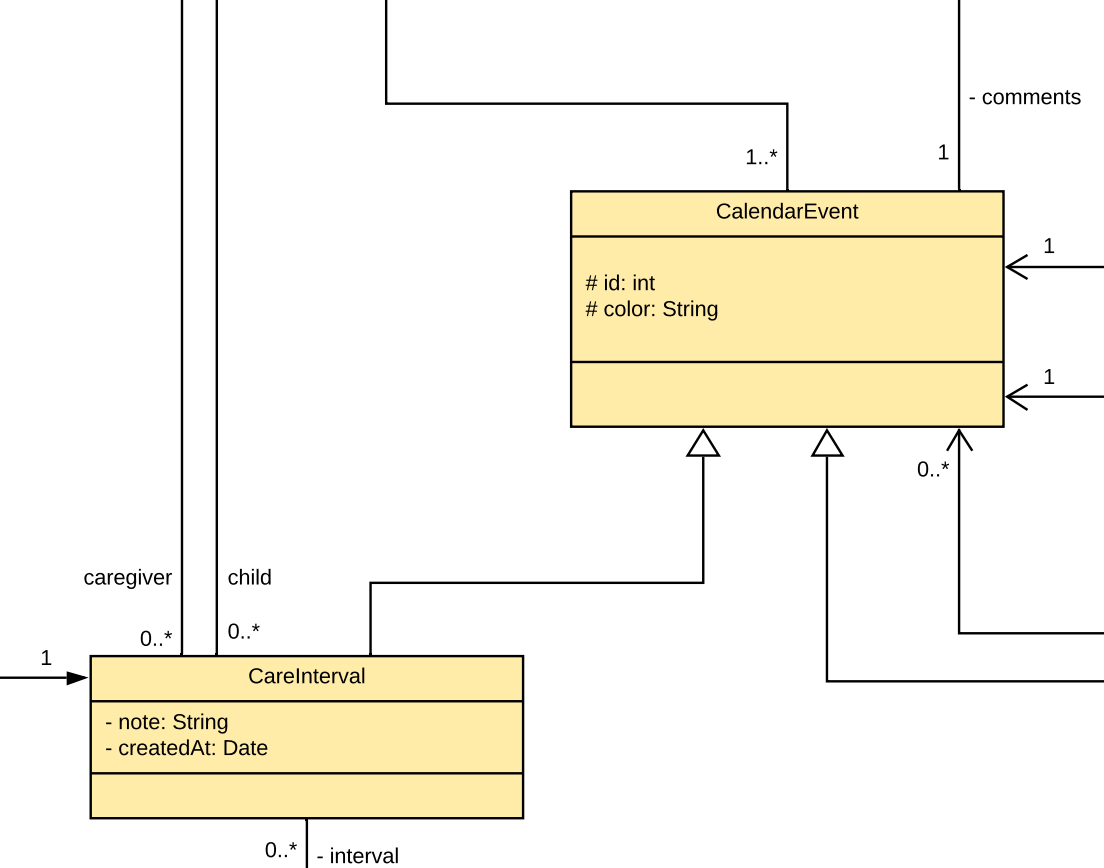 - comments
1..*
1
CalendarEvent
1
# id: int
# color: String
1
0..*
caregiver
child
0..*
0..*
1
CareInterval
- note: String
- createdAt: Date
0..*
- interval